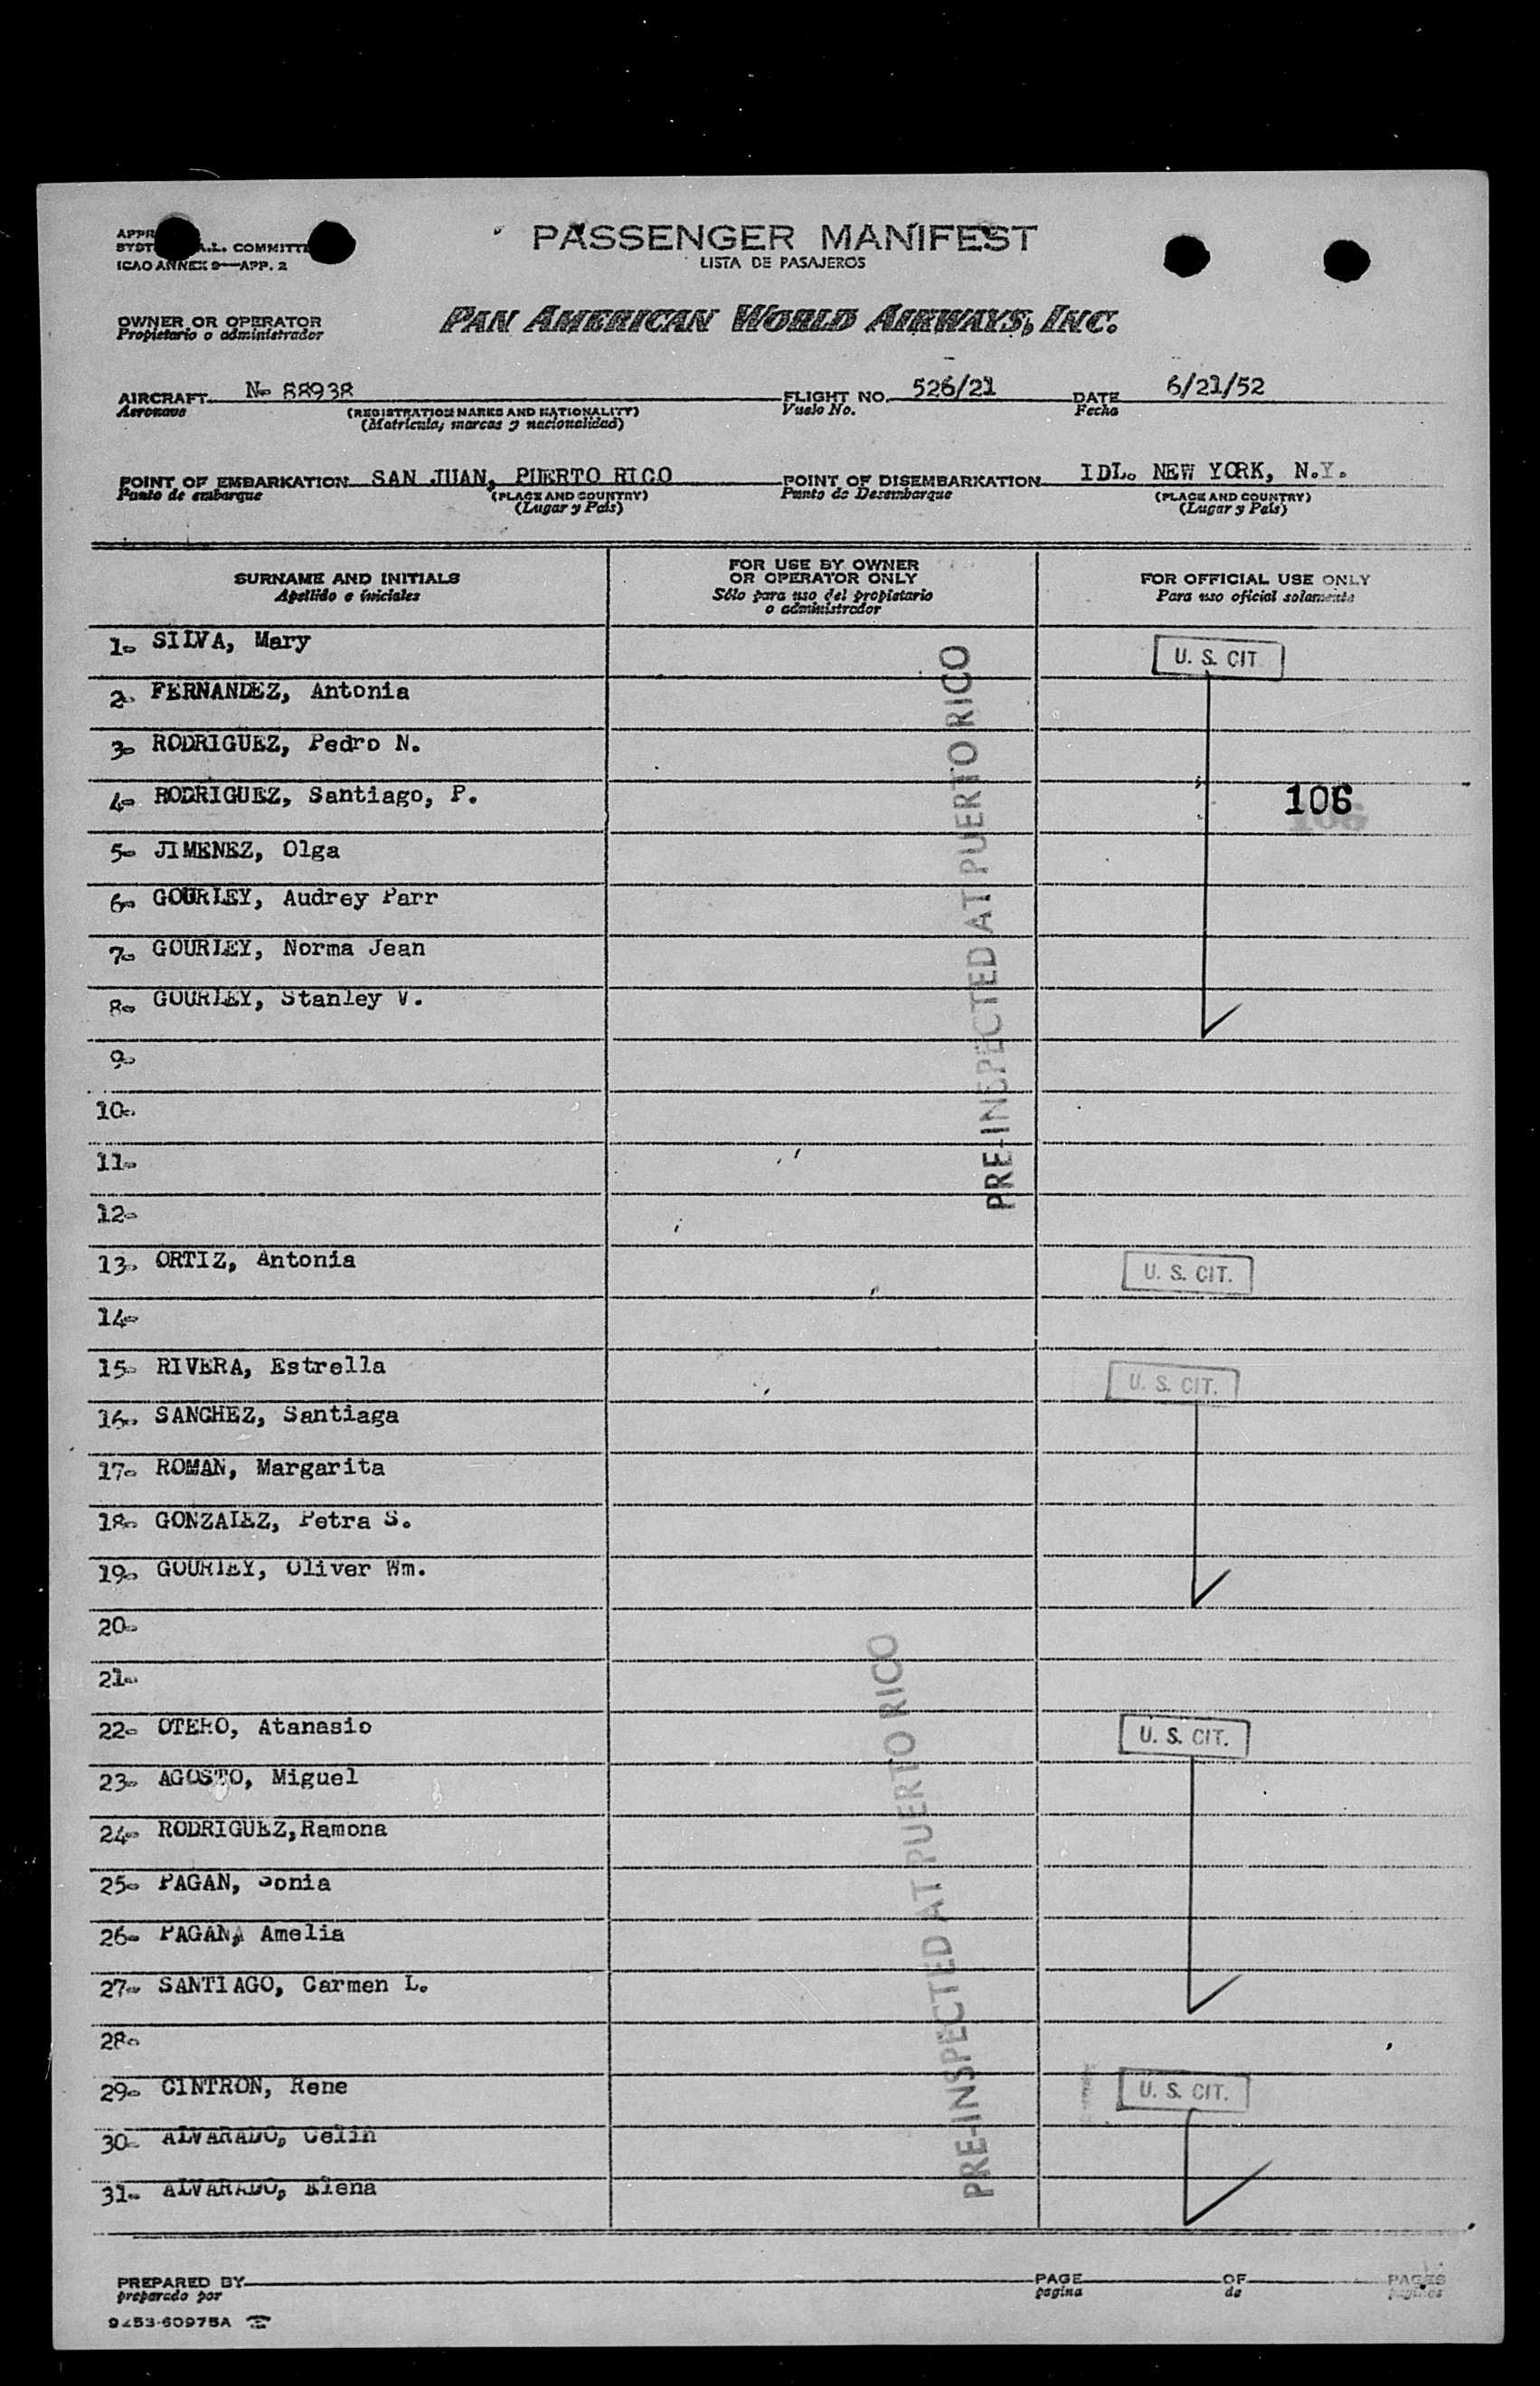 PASSENGER MANIFEST
LISTA DE PASAJEROS
A.L. COMMITT
ICAO ANNEX 9—APP. 2
OWNER OR OPERATOR
Propietario o administrador
PAN AMERICAN WORLD AIRWAYS, INC.
AIRCRAFT N- 88938 FLIGHT NO. 526/21 DATE 6/21/52
Aeronave (REGISTRATION MARKS AND NATIONALITY) Vuelo No. Fecha
(Matricula, marcas y nacionalidad)
POINT OF EMBARKATION SAN JUAN, PUERTO RICO POINT OF DISEMBARKATION IDL. NEW YORK, N.Y.
Punto de embarque (PLACE AND COUNTRY) Punto de Desembarque (PLACE AND COUNTRY)
(Lugar y País) (Lugar y País)
SURNAME AND INITIALS
Apellido e iniciales
FOR USE BY OWNER
OR OPERATOR ONLY
Sólo para uso del propietario
o administrador
FOR OFFICIAL USE ONLY
Para uso oficial solamente
1- SILVA, Mary U. S. CIT
2- FERNANDEZ, Antonia
3- RODRIGUEZ, Pedro N.
4- RODRIGUEZ, Santiago, P. 106
5- JIMENEZ, Olga
6- GOURLEY, Audrey Parr
7- GOURLEY, Norma Jean
8- GOURLEY, Stanley V.
9-
10-
11-
12-
PRE-INSPECTED AT PUERTO RICO
13- ORTIZ, Antonia U. S. CIT.
14-
15- RIVERA, Estrella U. S. CIT.
16- SANCHEZ, Santiaga
17- ROMAN, Margarita
18- GONZALEZ, Petra S.
19- GOURLEY, Oliver Wm.
20-
21-
22- OTERO, Atanasio U. S. CIT.
23- AGOSTO, Miguel
24- RODRIGUEZ,Ramona
25- PAGAN, Sonia
26- PAGAN, Amelia
27- SANTIAGO, Carmen L.
28-
29- CINTRON, Rene U. S. CIT.
30- ALVARADO, Celin
31- ALVARADO, Elena
PRE-INSPECTED AT PUERTO RICO
PREPARED BY PAGE OF PAGES
preparado por pagina de paginas
9453-60975A